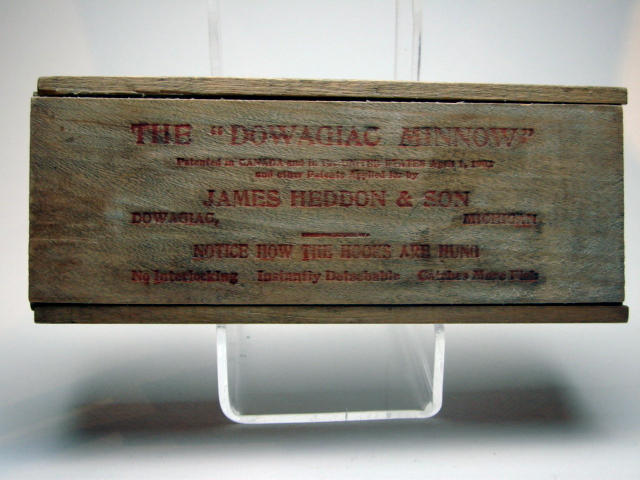 THE "DOWAGIAC MINNOW"
Patented in CANADA and in The UNITED STATES April 1, 1902
and other Patents applied for by
JAMES HEDDON & SON
DOWAGIAC, MICHIGAN
NOTICE HOW THE HOOKS ARE HUNG
No Interlocking Instantly Detachable Catches More Fish